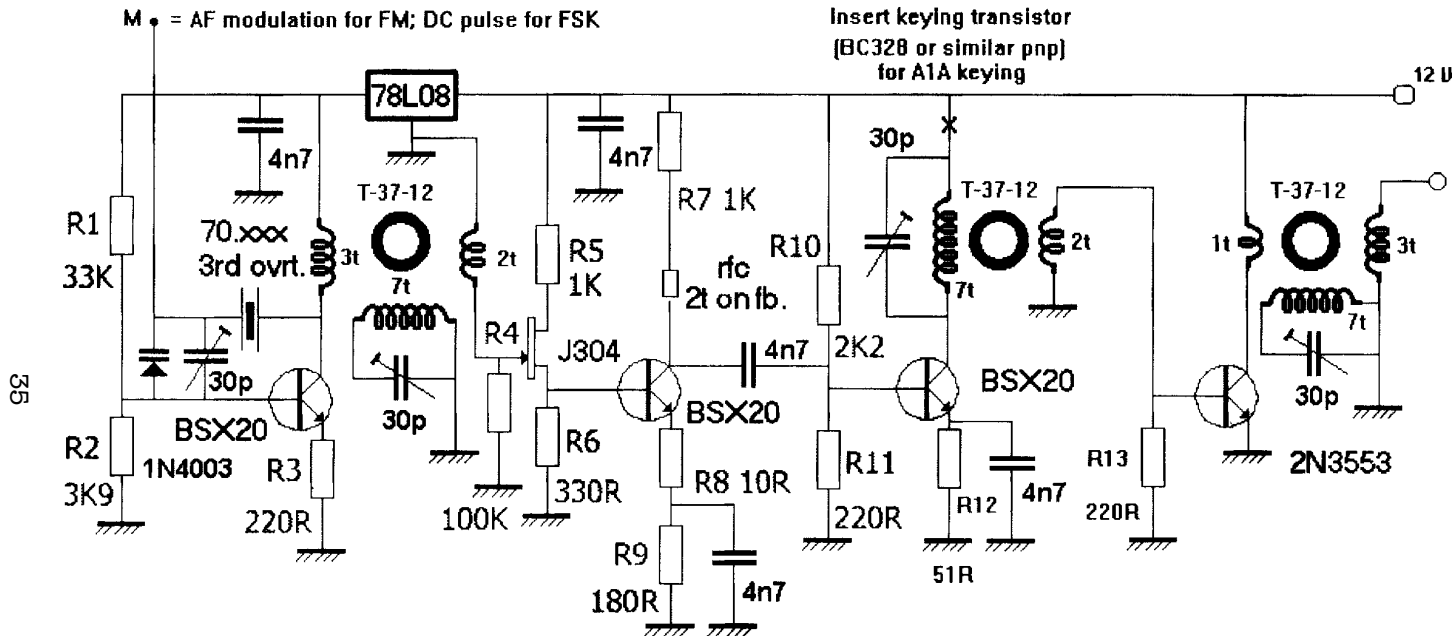 M = AF modulation for FM; DC pulse for FSK
Insert keying transistor
(BC328 or similar pnp)
for A1A keying
12 U
78L08
4n7
4n7
30p
R7 1K
T-37-12
T-37-12
T-37-12
R1
33K
70.xxx
3rd ovrt.
3t
2t
7t
R5
1K
rfc
2t on fb.
R10
2K2
7t
2t
1t
3t
7t
30p
30p
R4
J304
4n7
BSX20
30p
BSX20
BSX20
R2
3K9
1N4003
R3
220R
100K
R6
330R
R8 10R
R11
220R
R12
51R
4n7
R13
220R
2N3553
R9
180R
4n7
35